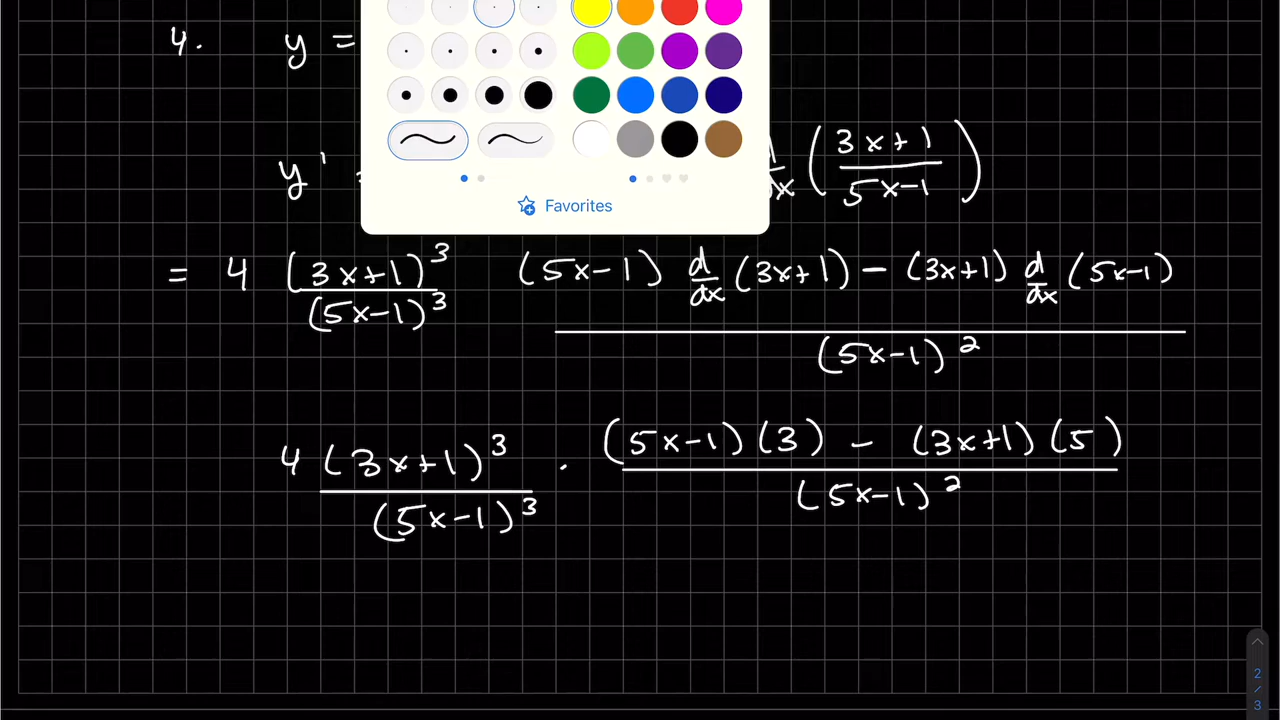 4. y =
y' = d/dx ( (3x+1)/(5x-1) )
Favorites
= 4 (3x+1)^3/(5x-1)^3 ((5x-1) d/dx (3x+1) - (3x+1) d/dx (5x-1))/(5x-1)^2
4 (3x+1)^3/(5x-1)^3 · ((5x-1)(3) - (3x+1)(5))/(5x-1)^2
2/3